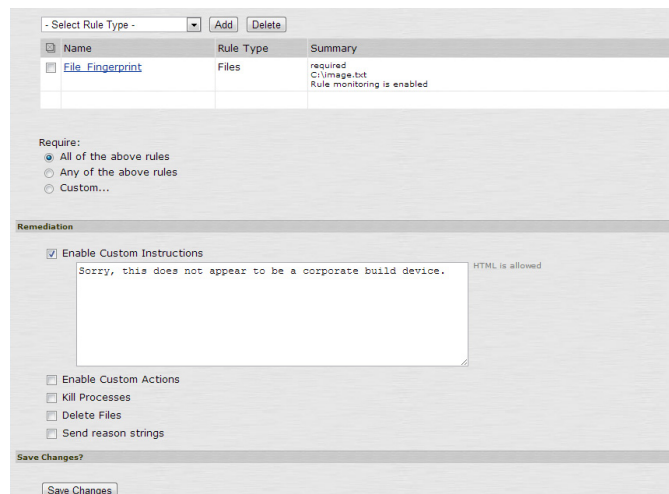 - Select Rule Type - Add Delete
Name Rule Type Summary
File_Fingerprint Files required
C:\image.txt
Rule monitoring is enabled
Require:
All of the above rules
Any of the above rules
Custom...
Remediation
Enable Custom Instructions
Sorry, this does not appear to be a corporate build device.
HTML is allowed
Enable Custom Actions
Kill Processes
Delete Files
Send reason strings
Save Changes?
Save Changes